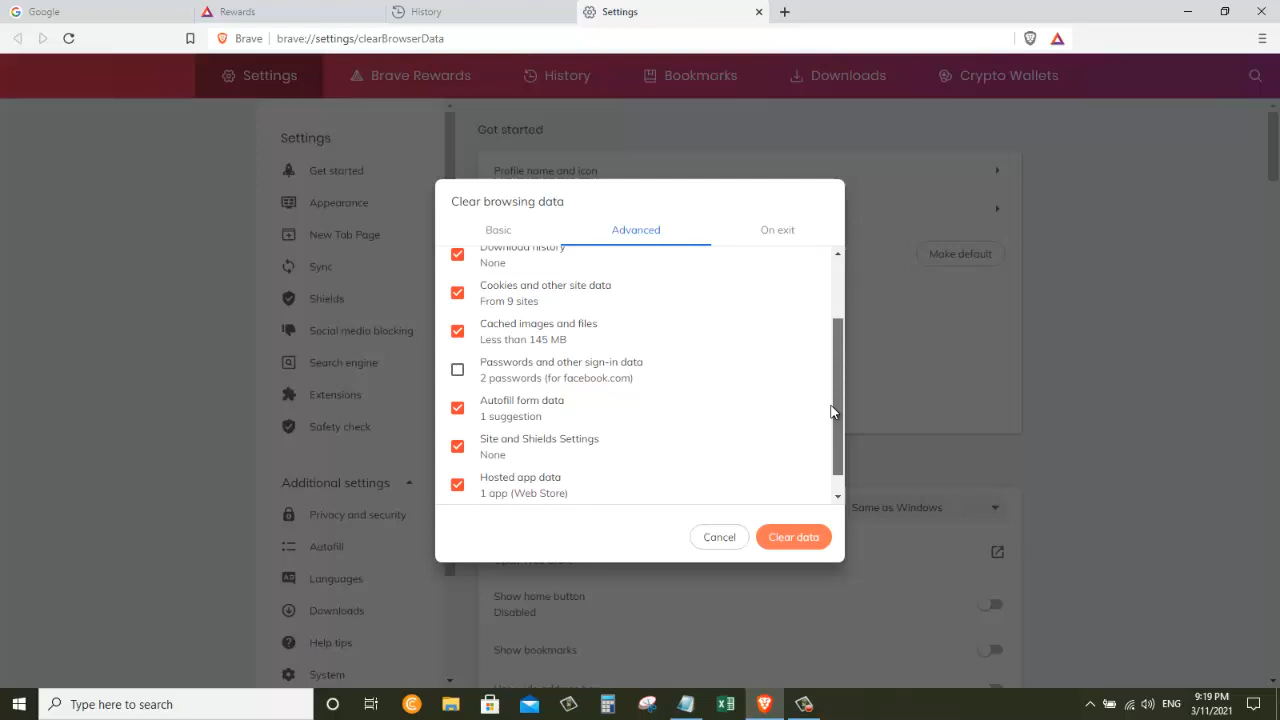 Google
Rewards
History
Settings
Brave
brave://settings/clearBrowserData
Settings
Brave Rewards
History
Bookmarks
Downloads
Crypto Wallets
Settings
Get started
Appearance
New Tab Page
Sync
Shields
Social media blocking
Search engine
Extensions
Safety check
Additional settings
Privacy and security
Autofill
Languages
Downloads
Help tips
System
Got started
Profile name and icon
Make default
Clear browsing data
Basic
Advanced
On exit
Download history
None
Cookies and other site data
From 9 sites
Cached images and files
Less than 145 MB
Passwords and other sign-in data
2 passwords (for facebook.com)
Autofill form data
1 suggestion
Site and Shields Settings
None
Hosted app data
1 app (Web Store)
Cancel
Clear data
Same as Windows
Show home button
Disabled
Show bookmarks
Type here to search
ENG
9:19 PM
3/11/2021